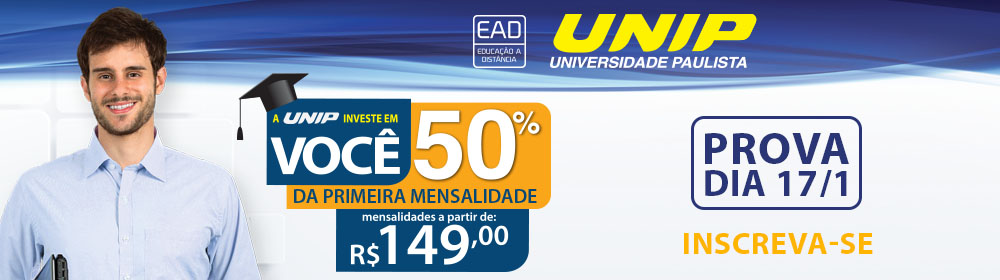 EAD
EDUCAÇÃO A
DISTÂNCIA
UNIP
UNIVERSIDADE PAULISTA
A UNIP INVESTE EM
VOCÊ
50%
DA PRIMEIRA MENSALIDADE
mensalidades a partir de:
R$149,00
PROVA
DIA 17/1
INSCREVA-SE